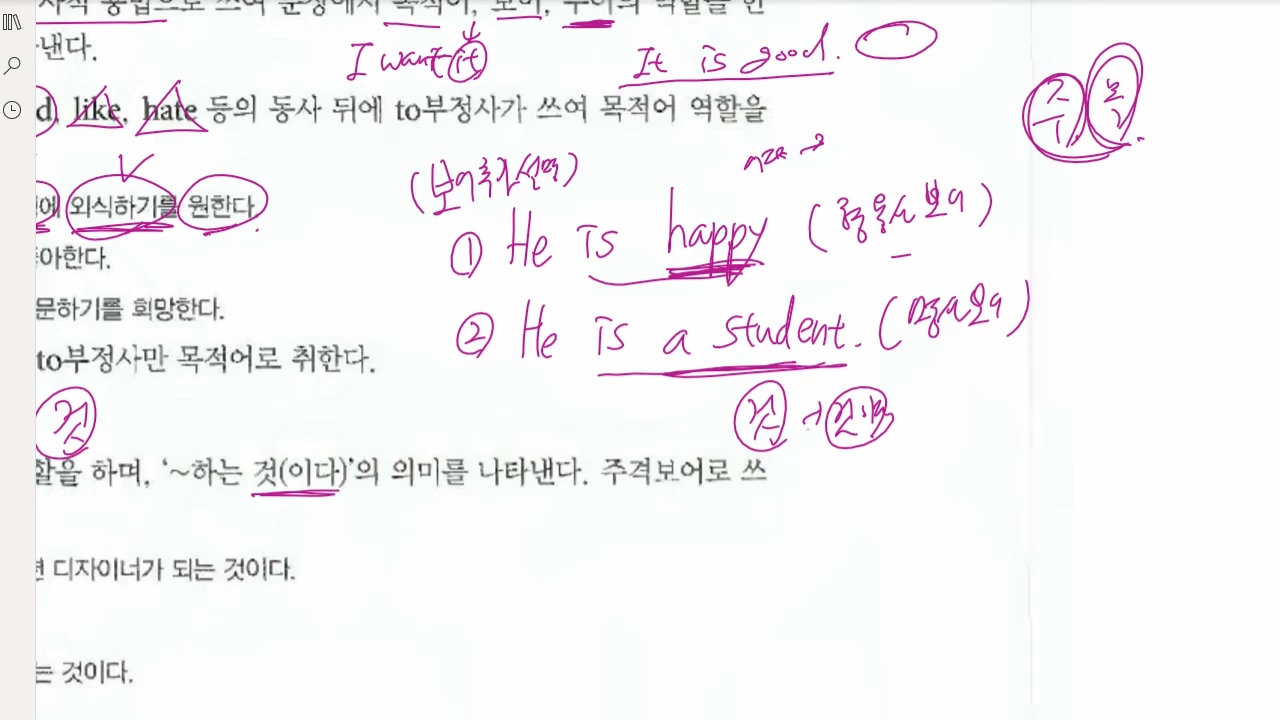 사적 용법으로 쓰여 문장에서 목적어, 보어, 주어의 역할을 한
낸다.
I want it
It is good.
주 목
d, like, hate 등의 동사 뒤에 to부정사가 쓰여 목적어 역할을
에 외식하기를 원한다.
① He is happy (형용사 보어)
아한다.
문하기를 희망한다.
② He is a student. (명사보어)
to부정사만 목적어로 취한다.
것
것
할을 하며, '~하는 것(이다)'의 의미를 나타낸다. 주격보어로 쓰
디자이너가 되는 것이다.
는 것이다.